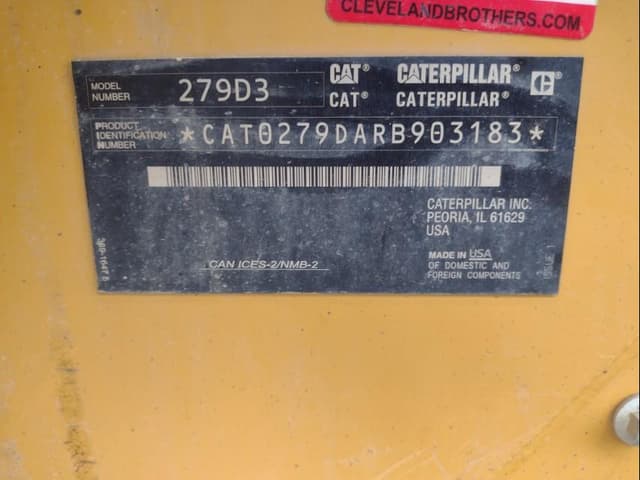 CLEVELANDBROTHERS.COM
MODEL
NUMBER
279D3
CAT® CATERPILLAR® C
CAT® CATERPILLAR®
PRODUCT
IDENTIFICATION
NUMBER
*CAT0279DARB903183*
CATERPILLAR INC.
PEORIA, IL 61629
USA
MADE IN USA
OF DOMESTIC AND
FOREIGN COMPONENTS
CAN ICES-2/NMB-2